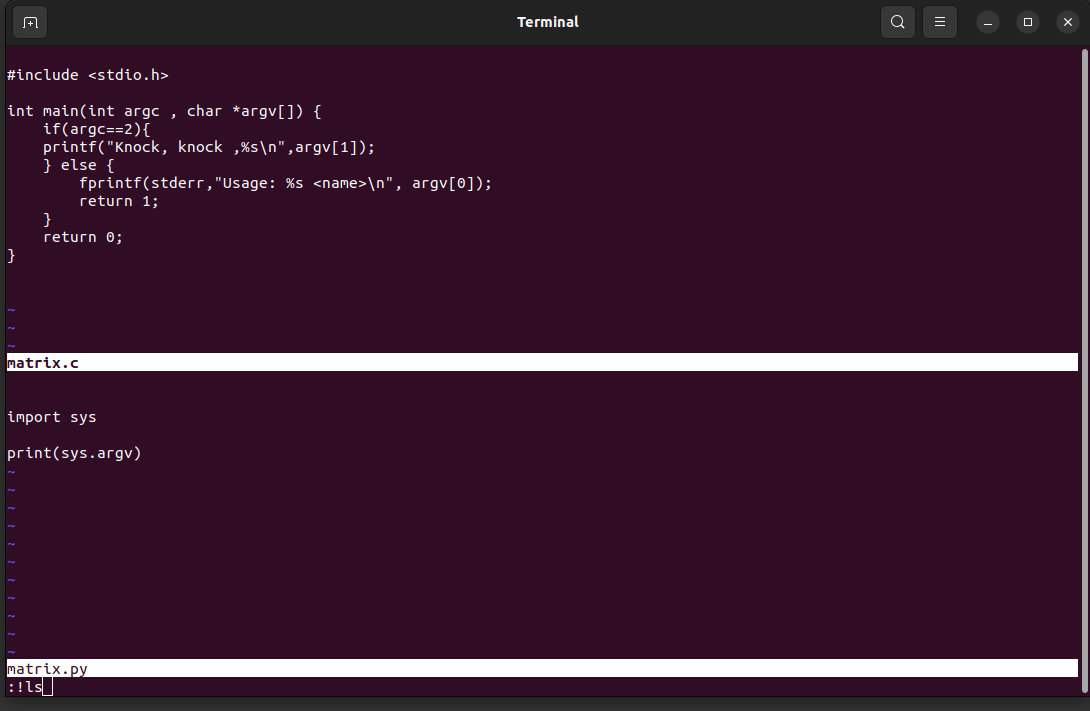 Terminal
#include <stdio.h>
int main(int argc , char *argv[]) {
    if(argc==2){
    printf("Knock, knock ,%s\n",argv[1]);
    } else {
        fprintf(stderr,"Usage: %s <name>\n", argv[0]);
        return 1;
    }
    return 0;
}
~
~
~
matrix.c
import sys
print(sys.argv)
~
~
~
~
~
~
~
~
~
~
~
matrix.py
:!ls